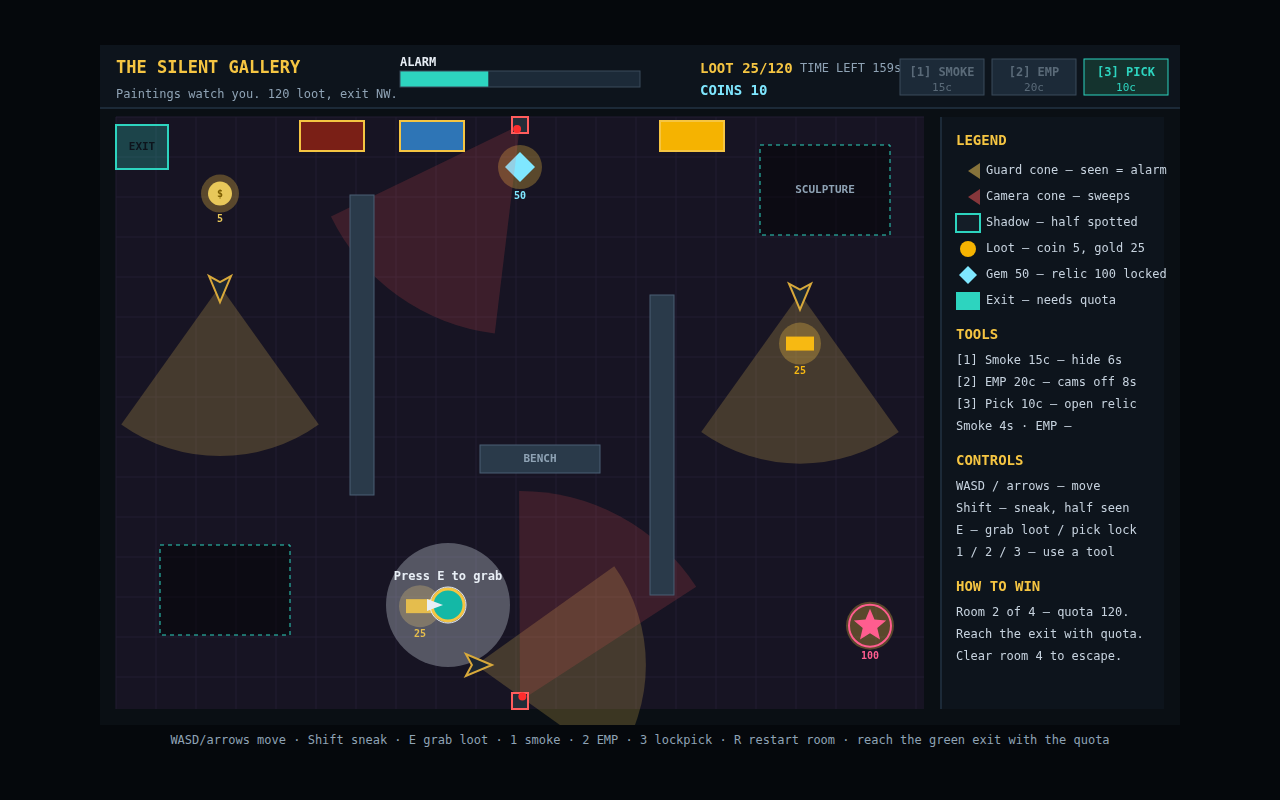 THE SILENT GALLERY
Paintings watch you. 120 loot, exit NW.
ALARM
LOOT 25/120
TIME LEFT 159s
COINS 10
[1] SMOKE
15c
[2] EMP
20c
[3] PICK
10c
EXIT
$
5
50
SCULPTURE
25
BENCH
Press E to grab
25
100
LEGEND
Guard cone — seen = alarm
Camera cone — sweeps
Shadow — half spotted
Loot — coin 5, gold 25
Gem 50 — relic 100 locked
Exit — needs quota
TOOLS
[1] Smoke 15c — hide 6s
[2] EMP 20c — cams off 8s
[3] Pick 10c — open relic
Smoke 4s · EMP —
CONTROLS
WASD / arrows — move
Shift — sneak, half seen
E — grab loot / pick lock
1 / 2 / 3 — use a tool
HOW TO WIN
Room 2 of 4 — quota 120.
Reach the exit with quota.
Clear room 4 to escape.
WASD/arrows move · Shift sneak · E grab loot · 1 smoke · 2 EMP · 3 lockpick · R restart room · reach the green exit with the quota